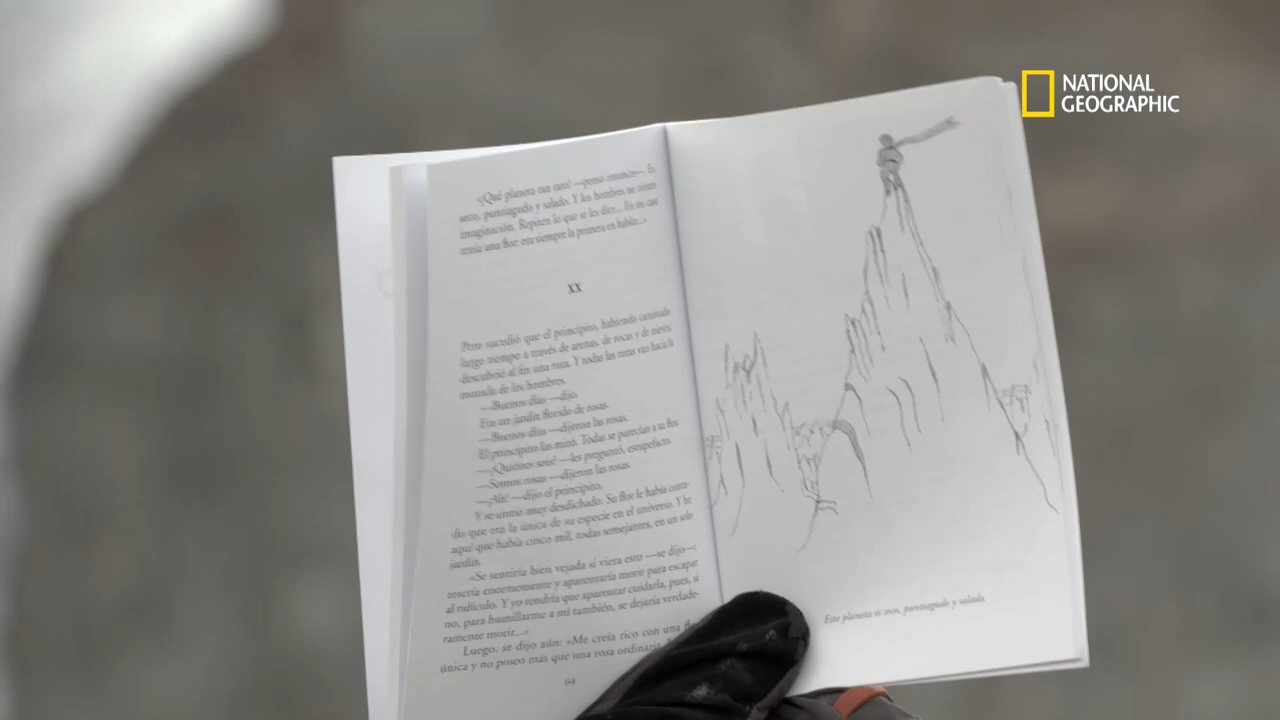 «¡Qué planeta tan raro! —pensó entonces—. Es
seco, puntiagudo y salado. Y los hombres no tienen
imaginación. Repiten lo que se les dice... En mi casa
tenía una flor: era siempre la primera en hablar...»
XX
Pero sucedió que el principito, habiendo caminado
largo tiempo a través de arenas, de rocas y de nieves,
descubrió al fin una ruta. Y todas las rutas van hacia la
morada de los hombres.
—Buenos días —dijo.
Era un jardín florido de rosas.
—Buenos días —dijeron las rosas.
El principito las miró. Todas se parecían a su flor.
—¿Quiénes sois? —les preguntó, estupefacto.
—Somos rosas —dijeron las rosas.
—¡Ah! —dijo el principito.
Y se sintió muy desdichado. Su flor le había conta-
do que era la única de su especie en el universo. Y he
aquí que había cinco mil, todas semejantes, en un solo
jardín.
«Se sentiría bien vejada si viera esto —se dijo—;
tosería enormemente y aparentaría morir para escapar
al ridículo. Y yo tendría que aparentar cuidarla, pues, si
no, para humillarme a mí también, se dejaría verdade-
ramente morir...»
Luego, se dijo aún: «Me creía rico con una flor
única y no poseo más que una rosa ordinaria.
64
Este planeta es seco, puntiagudo y salado.
NATIONAL
GEOGRAPHIC